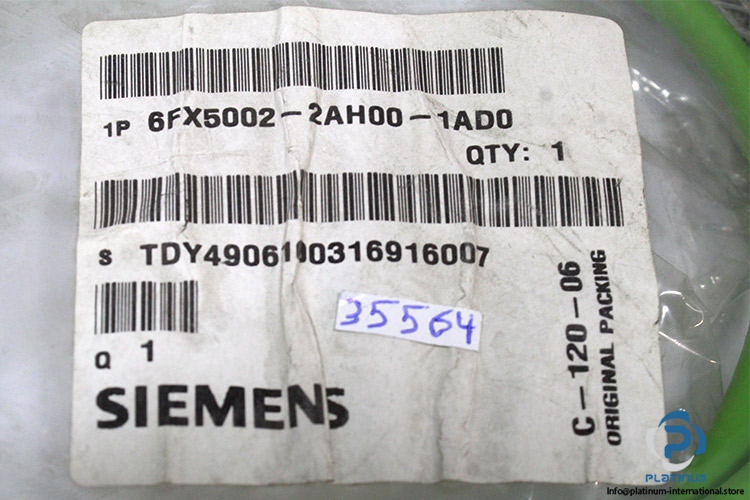 1P 6FX5002-2AH00-1AD0
QTY: 1
S TDY4906100316916007
Q 1
35564
SIEMENS
C-120-06
ORIGINAL PACKING
PLATINUM
Info@platinum-international.store